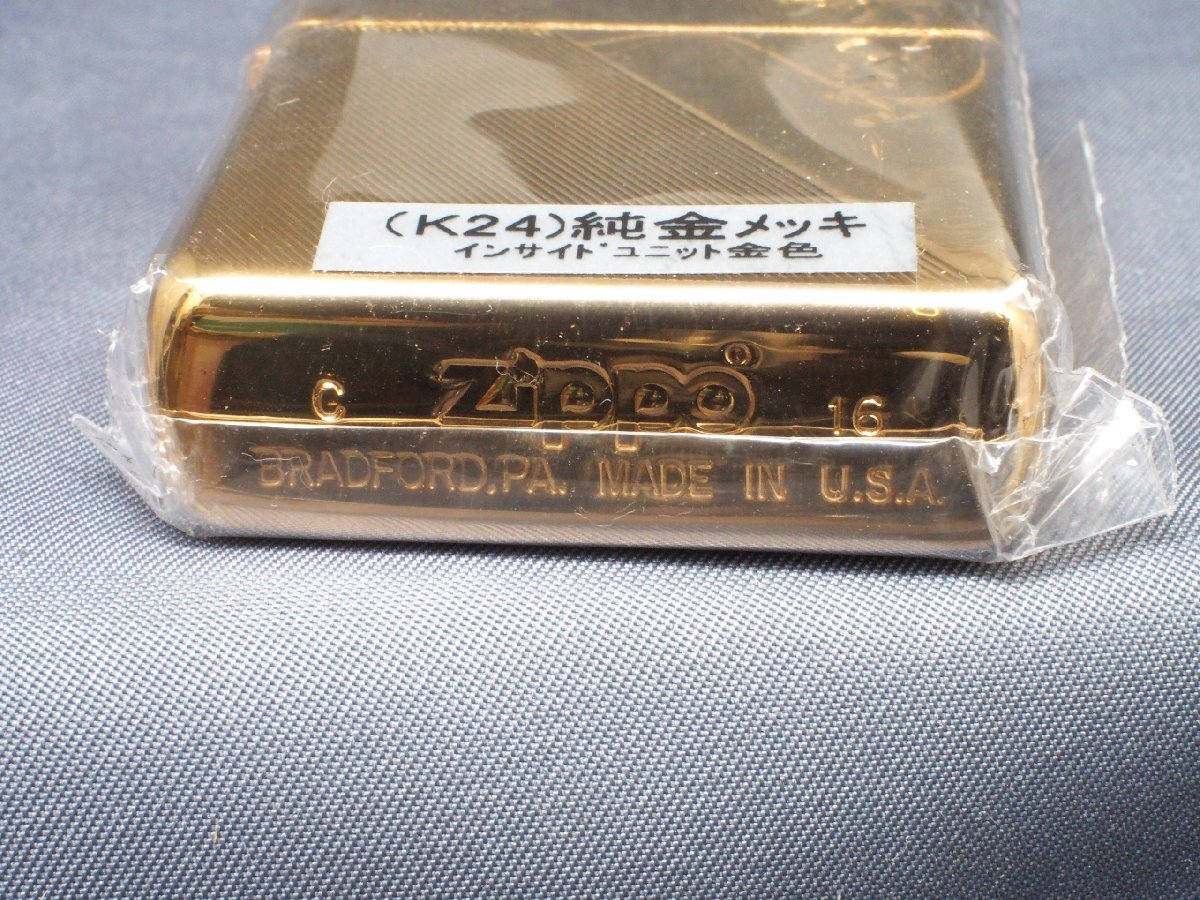 (K24)純金メッキ
インサイドユニット金色
C Zippo® 16
BRADFORD,PA. MADE IN U.S.A.